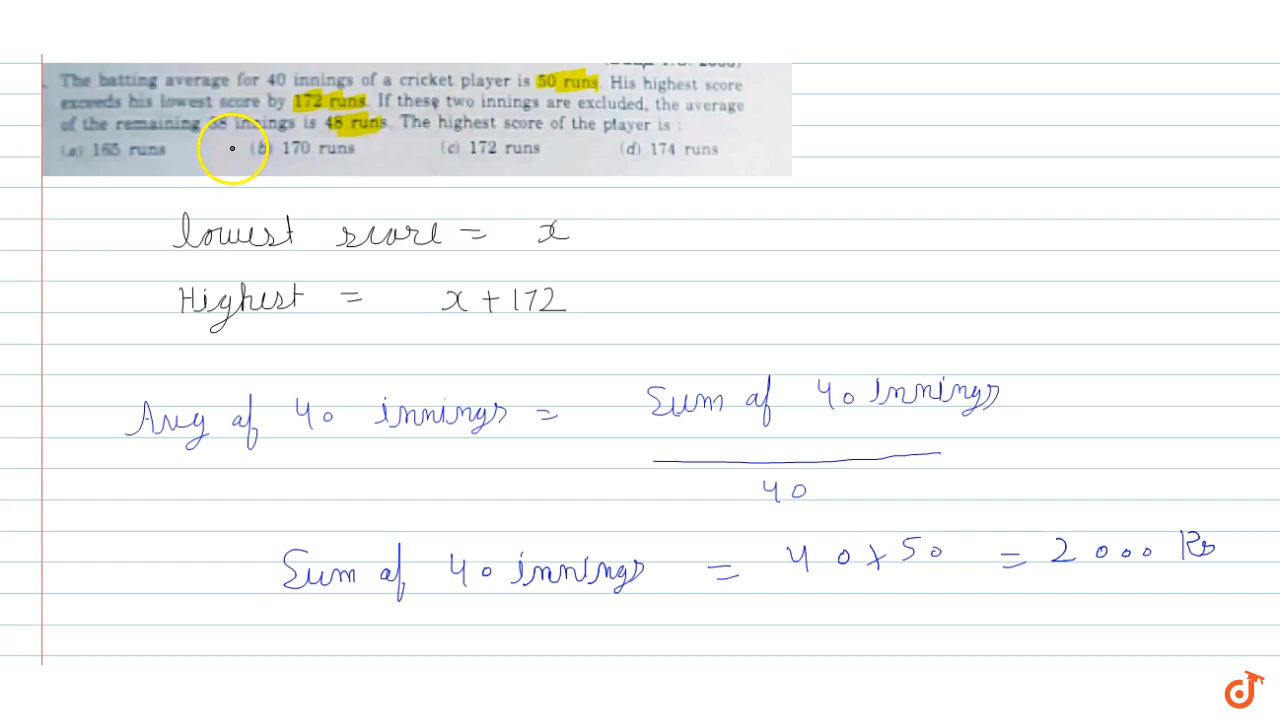 The batting average for 40 innings of a cricket player is 50 runs. His highest score
exceeds his lowest score by 172 runs. If these two innings are excluded, the average
of the remaining 38 innings is 48 runs. The highest score of the player is :
(a) 165 runs (b) 170 runs (c) 172 runs (d) 174 runs
lowest score = x
Highest = x + 172
Avg of 40 innings = Sum of 40 innings
40
Sum of 40 innings = 40 x 50 = 2000 Rs